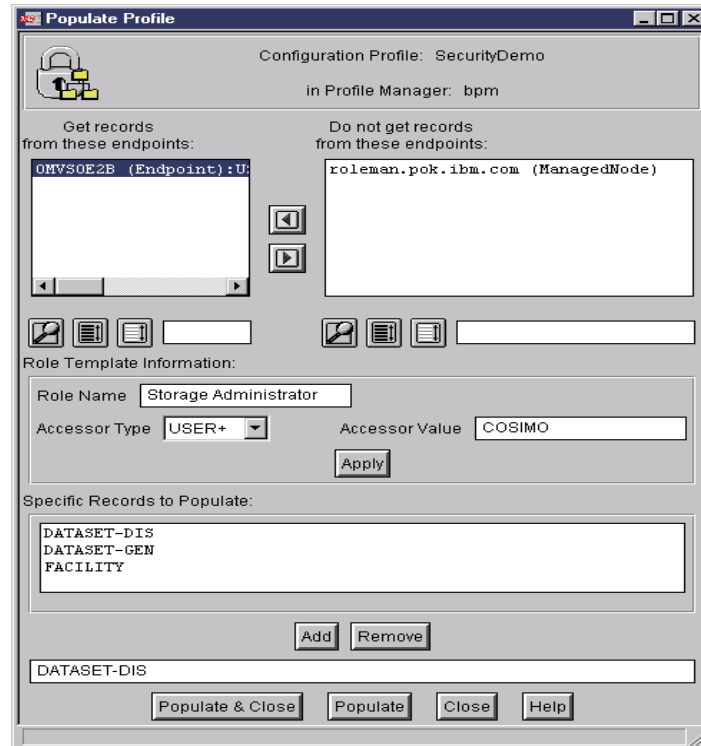 Populate Profile
Configuration Profile: SecurityDemo
in Profile Manager: bpm
Get records
from these endpoints:
Do not get records
from these endpoints:
OMVSOE2B (Endpoint):U
roleman.pok.ibm.com (ManagedNode)
Role Template Information:
Role Name Storage Administrator
Accessor Type USER+ Accessor Value COSIMO
Apply
Specific Records to Populate:
DATASET-DIS
DATASET-GEN
FACILITY
Add Remove
DATASET-DIS
Populate & Close Populate Close Help